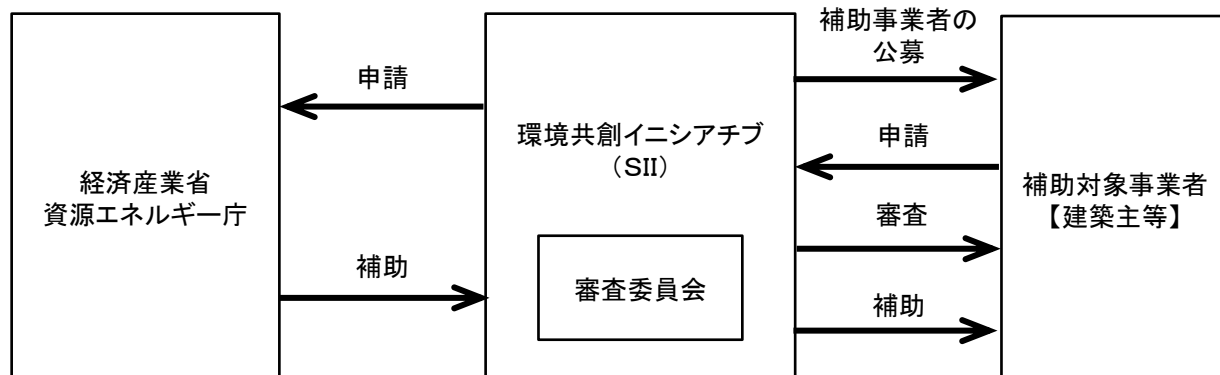 経済産業省
資源エネルギー庁
申請
補助
環境共創イニシアチブ
（SII）
審査委員会
補助事業者の
公募
申請
審査
補助
補助対象事業者
【建築主等】